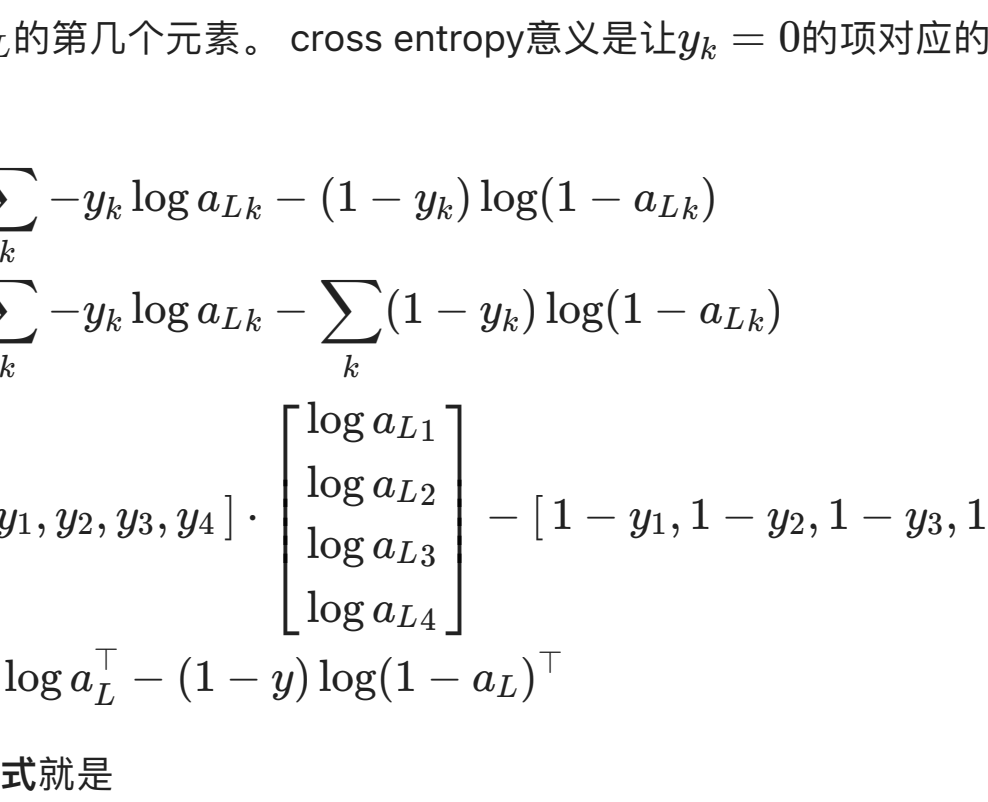 L的第几个元素。 cross entropy意义是让y_k = 0的项对应的
∑_k −y_k log a_{Lk} − (1 − y_k) log(1 − a_{Lk})
∑_k −y_k log a_{Lk} − ∑_k (1 − y_k) log(1 − a_{Lk})
y_1, y_2, y_3, y_4 ] · [ log a_{L1} log a_{L2} log a_{L3} log a_{L4} ] − [ 1 − y_1, 1 − y_2, 1 − y_3, 1
log a_L^⊤ − (1 − y) log(1 − a_L)^⊤
式就是